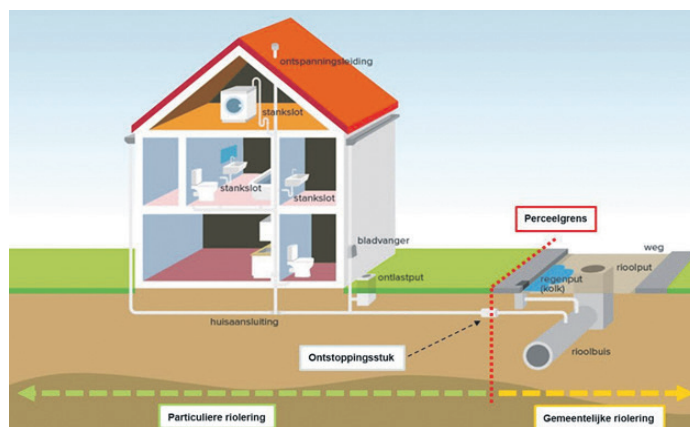 ontspanningsleiding
stankslot
stankslot
stankslot
Perceelgrens
bladvanger
weg
ontlastput
regenput
(kolk)
rioolput
huisaansluiting
Ontstoppingsstuk
rioolbuis
Particuliere riolering
Gemeentelijke riolering